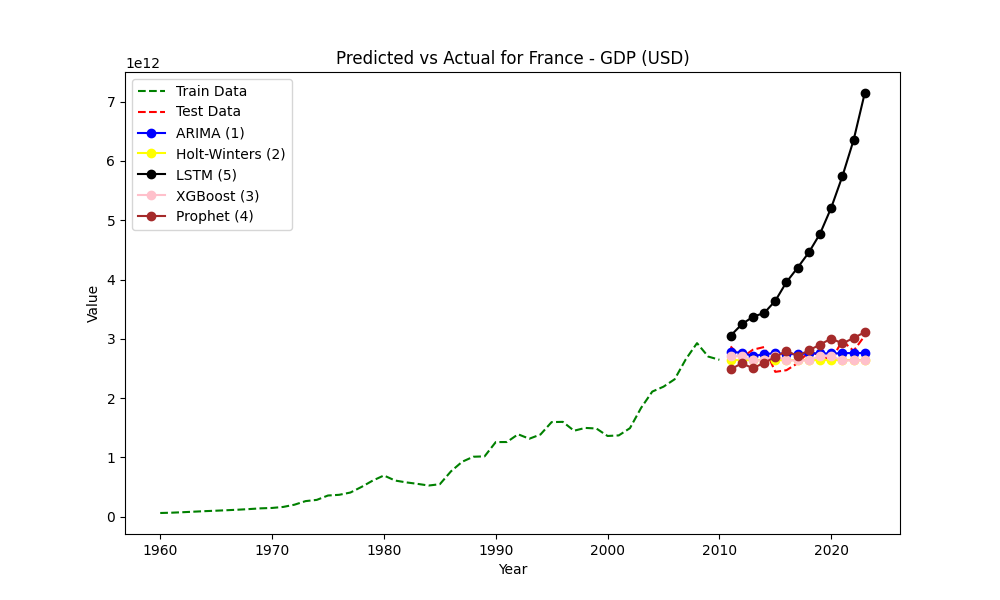 Predicted vs Actual for France - GDP (USD)
1e12
Train Data
Test Data
ARIMA (1)
Holt-Winters (2)
LSTM (5)
XGBoost (3)
Prophet (4)
7
6
5
4
3
2
1
0
Value
1960 1970 1980 1990 2000 2010 2020
Year